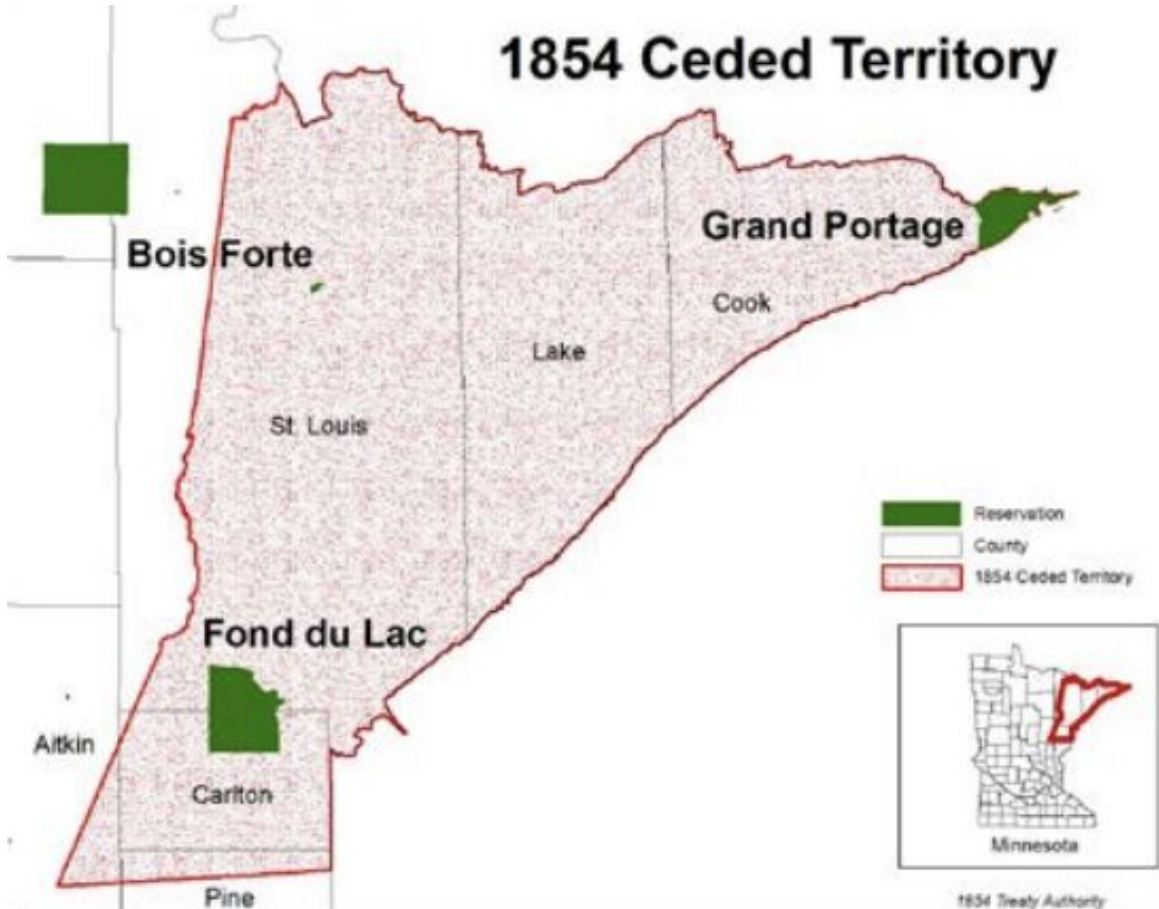 1854 Ceded Territory
Bois Forte
Grand Portage
Cook
Lake
St. Louis
Reservation
County
1854 Ceded Territory
Fond du Lac
Aitkin
Carlton
Minnesota
Pine
1854 Treaty Authority